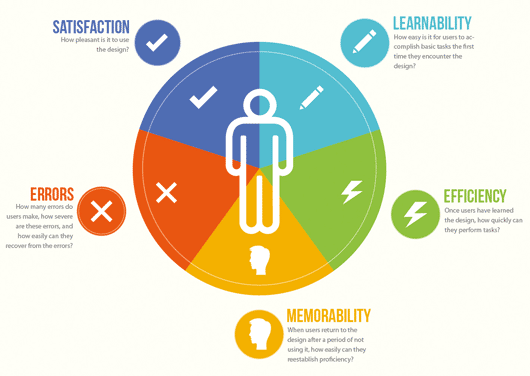 SATISFACTION
How pleasant is it to use
the design?
LEARNABILITY
How easy is it for users to ac-
complish basic tasks the first
time they encounter the
design?
ERRORS
How many errors do
users make, how severe
are these errors, and
how easily can they
recover from the errors?
EFFICIENCY
Once users have learned
the design, how quickly can
they perform tasks?
MEMORABILITY
When users return to the
design after a period of not
using it, how easily can they
reestablish proficiency?